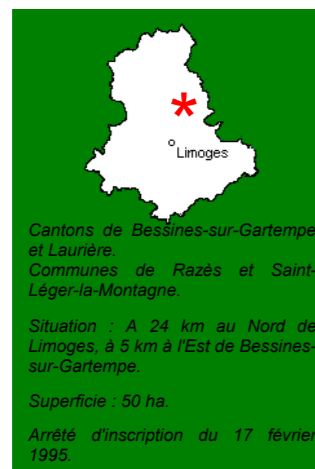 Limoges
Cantons de Bessines-sur-Gartempe
et Laurière.
Communes de Razès et Saint-
Léger-la-Montagne.
Situation : A 24 km au Nord de
Limoges, à 5 km à l'Est de Bessines-
sur-Gartempe.
Superficie : 50 ha.
Arrêté d'inscription du 17 février
1995.